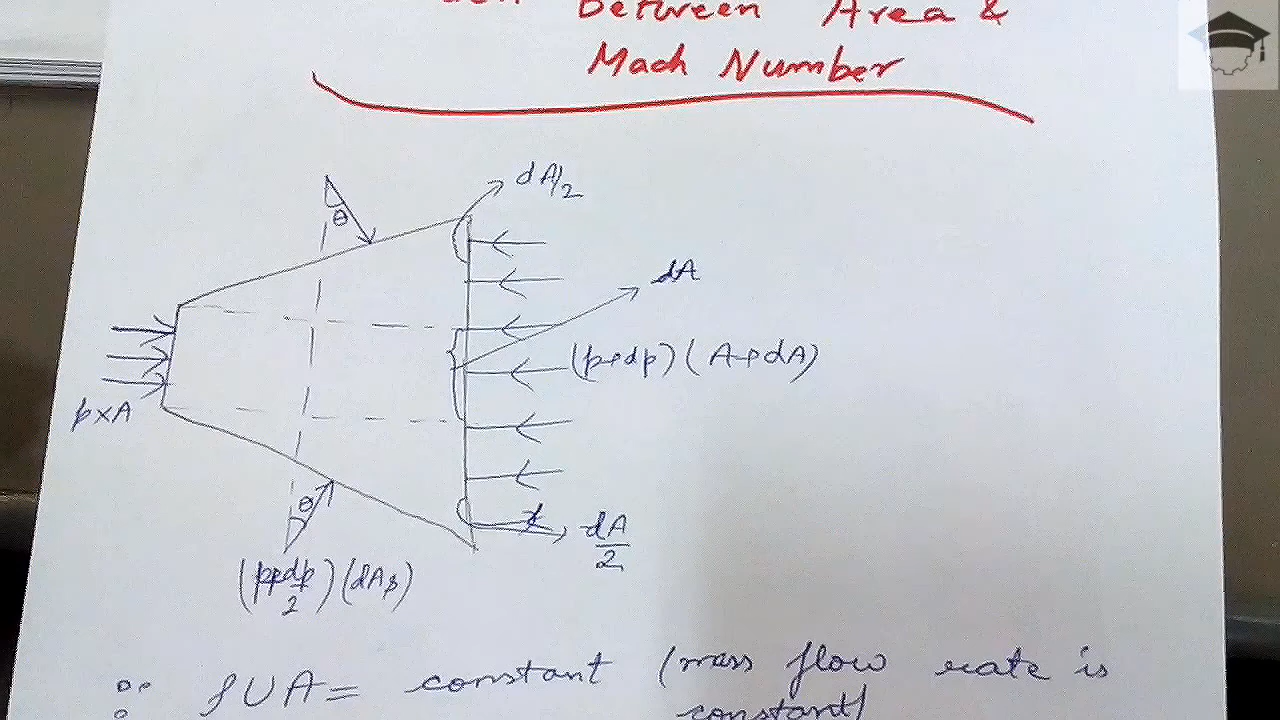 Between Area &
Mach Number
dA/2
θ
dA
(p+dp)(A+dA)
p×A
θ
dA/2
(p+dp/2)(dAp)
∵ ρUA = constant (mass flow rate is
constant)